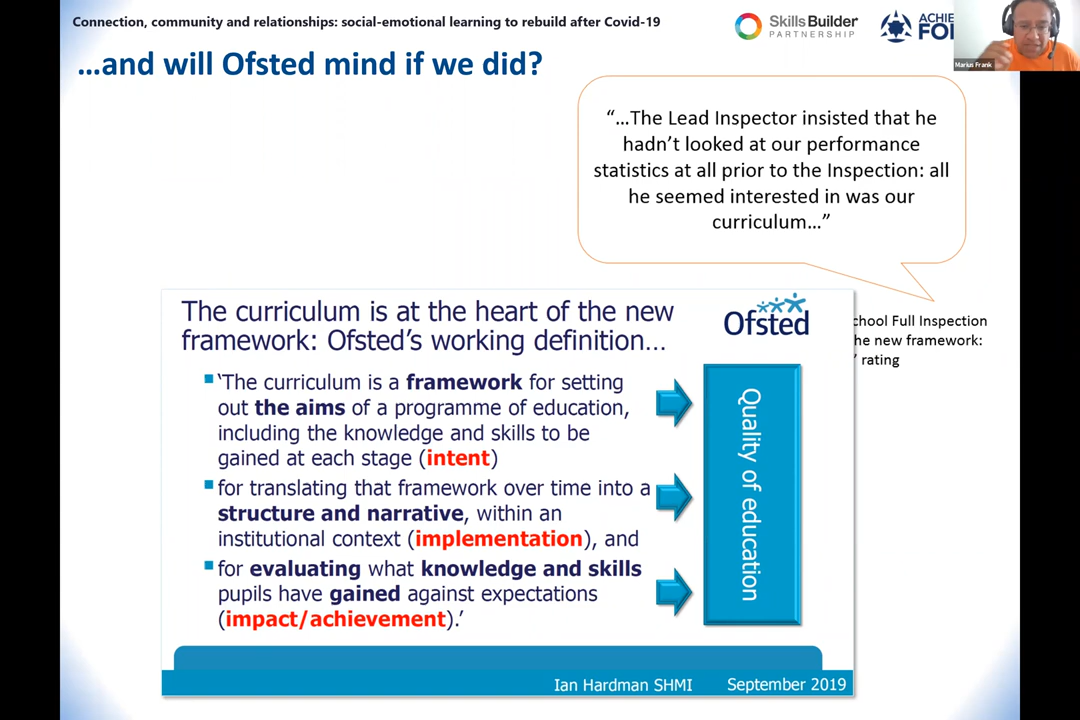 Connection, community and relationships: social-emotional learning to rebuild after Covid-19
SkillsBuilder
PARTNERSHIP
Marius Frank
…and will Ofsted mind if we did?
“…The Lead Inspector insisted that he
hadn’t looked at our performance
statistics at all prior to the Inspection: all
he seemed interested in was our
curriculum…”
Full Inspection
new framework:
rating
The curriculum is at the heart of the new
framework: Ofsted’s working definition…
Ofsted
‘The curriculum is a framework for setting
out the aims of a programme of education,
including the knowledge and skills to be
gained at each stage (intent)
for translating that framework over time into a
structure and narrative, within an
institutional context (implementation), and
for evaluating what knowledge and skills
pupils have gained against expectations
(impact/achievement).’
Quality of education
Ian Hardman SHMI September 2019